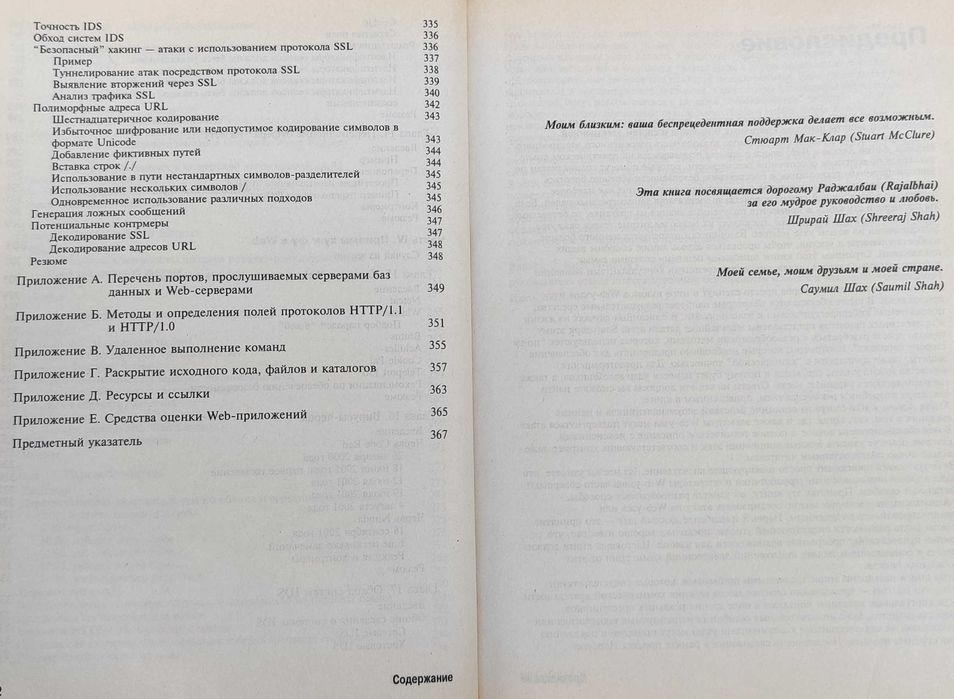 Точность IDS 335
Обход систем IDS 336
“Безопасный” хакинг — атаки с использованием протокола SSL 336
Пример 337
Туннелирование атак посредством протокола SSL 338
Выявление вторжений через SSL 339
Анализ трафика SSL 340
Полиморфные адреса URL 342
Шестнадцатеричное кодирование 343
Избыточное шифрование или недопустимое кодирование символов в
формате Unicode 343
Добавление фиктивных путей 344
Вставка строк /./ 344
Использование в пути нестандартных символов-разделителей 345
Использование нескольких символов / 345
Одновременное использование различных подходов 345
Генерация ложных сообщений 346
Потенциальные контрмеры 347
Декодирование SSL 347
Декодирование адресов URL 348
Резюме 348
Приложение А. Перечень портов, прослушиваемых серверами баз
данных и Web-серверами 349
Приложение Б. Методы и определения полей протоколов HTTP/1.1
и HTTP/1.0 351
Приложение В. Удаленное выполнение команд 355
Приложение Г. Раскрытие исходного кода, файлов и каталогов 357
Приложение Д. Ресурсы и ссылки 363
Приложение Е. Средства оценки Web-приложений 365
Предметный указатель 367
Содержание
Моим близким: ваша беспрецедентная поддержка делает все возможным.
Стюарт Мак-Клар (Stuart McClure)
Эта книга посвящается дорогому Раджалбаи (Rajalbhai)
за его мудрое руководство и любовь.
Шрирай Шах (Shreeraj Shah)
Моей семье, моим друзьям и моей стране.
Саумил Шах (Saumil Shah)